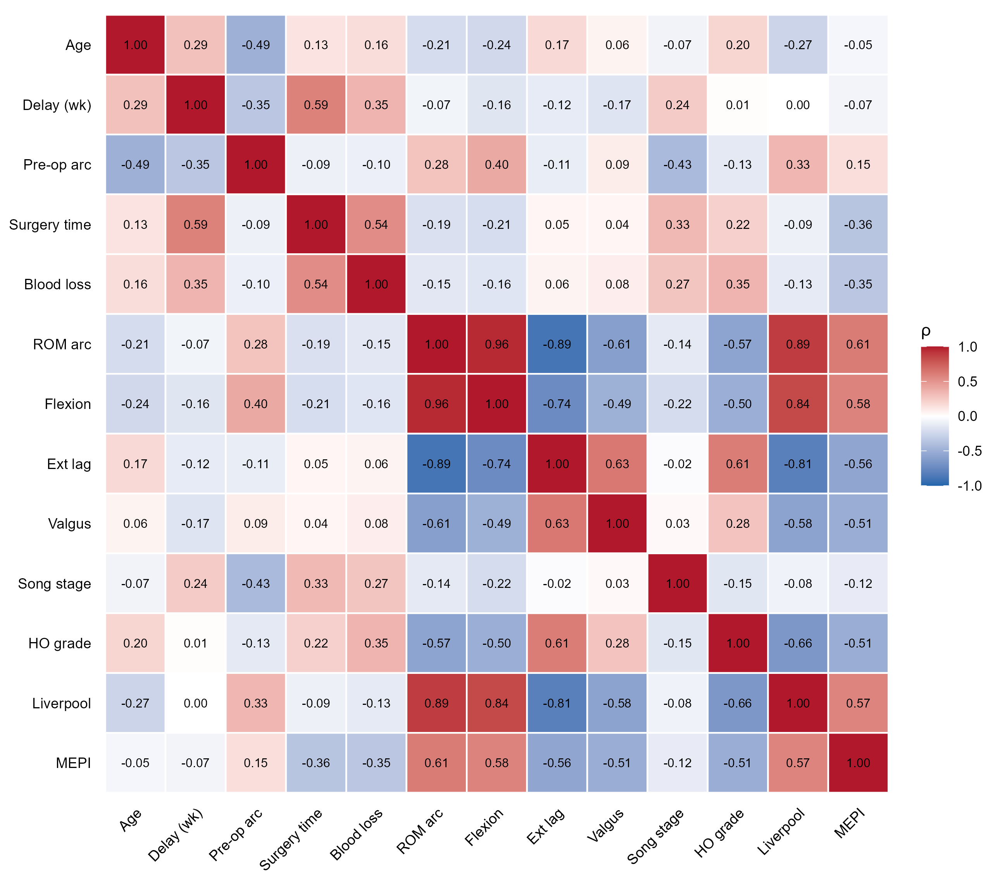 Age 1.00 0.29 -0.49 0.13 0.16 -0.21 -0.24 0.17 0.06 -0.07 0.20 -0.27 -0.05
Delay (wk) 0.29 1.00 -0.35 0.59 0.35 -0.07 -0.16 -0.12 -0.17 0.24 0.01 0.00 -0.07
Pre-op arc -0.49 -0.35 1.00 -0.09 -0.10 0.28 0.40 -0.11 0.09 -0.43 -0.13 0.33 0.15
Surgery time 0.13 0.59 -0.09 1.00 0.54 -0.19 -0.21 0.05 0.04 0.33 0.22 -0.09 -0.36
Blood loss 0.16 0.35 -0.10 0.54 1.00 -0.15 -0.16 0.06 0.08 0.27 0.35 -0.13 -0.35
ROM arc -0.21 -0.07 0.28 -0.19 -0.15 1.00 0.96 -0.89 -0.61 -0.14 -0.57 0.89 0.61
Flexion -0.24 -0.16 0.40 -0.21 -0.16 0.96 1.00 -0.74 -0.49 -0.22 -0.50 0.84 0.58
Ext lag 0.17 -0.12 -0.11 0.05 0.06 -0.89 -0.74 1.00 0.63 -0.02 0.61 -0.81 -0.56
Valgus 0.06 -0.17 0.09 0.04 0.08 -0.61 -0.49 0.63 1.00 0.03 0.28 -0.58 -0.51
Song stage -0.07 0.24 -0.43 0.33 0.27 -0.14 -0.22 -0.02 0.03 1.00 -0.15 -0.08 -0.12
HO grade 0.20 0.01 -0.13 0.22 0.35 -0.57 -0.50 0.61 0.28 -0.15 1.00 -0.66 -0.51
Liverpool -0.27 0.00 0.33 -0.09 -0.13 0.89 0.84 -0.81 -0.58 -0.08 -0.66 1.00 0.57
MEPI -0.05 -0.07 0.15 -0.36 -0.35 0.61 0.58 -0.56 -0.51 -0.12 -0.51 0.57 1.00
Age Delay (wk) Pre-op arc Surgery time Blood loss ROM arc Flexion Ext lag Valgus Song stage HO grade Liverpool MEPI
ρ
1.0
0.5
0.0
-0.5
-1.0